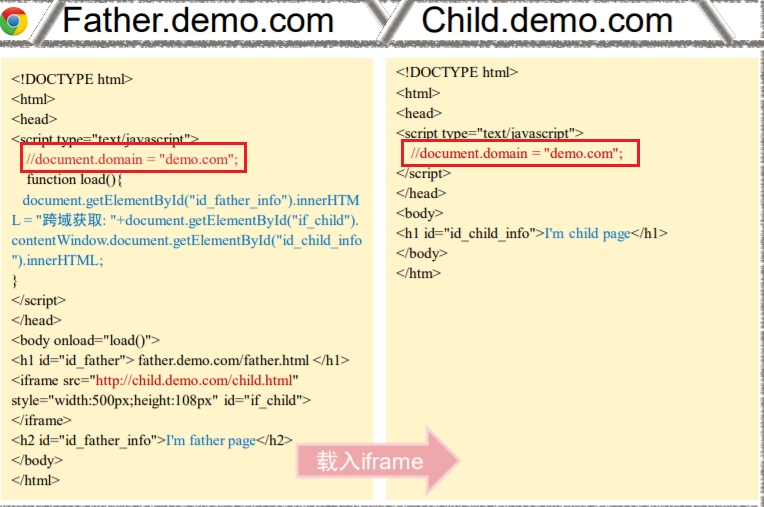 Father.demo.com
Child.demo.com
<!DOCTYPE html>
<html>
<head>
<script type="text/javascript">
//document.domain = "demo.com";
function load(){
document.getElementById("id_father_info").innerHTM
L = "跨域获取: "+document.getElementById("if_child").
contentWindow.document.getElementById("id_child_info
").innerHTML;
}
</script>
</head>
<body onload="load()">
<h1 id="id_father"> father.demo.com/father.html </h1>
<iframe src="http://child.demo.com/child.html"
style="width:500px;height:108px" id="if_child">
</iframe>
<h2 id="id_father_info">I'm father page</h2>
</body>
</html>
<!DOCTYPE html>
<html>
<head>
<script type="text/javascript">
//document.domain = "demo.com";
</script>
</head>
<body>
<h1 id="id_child_info">I'm child page</h1>
</body>
</htm>
载入iframe